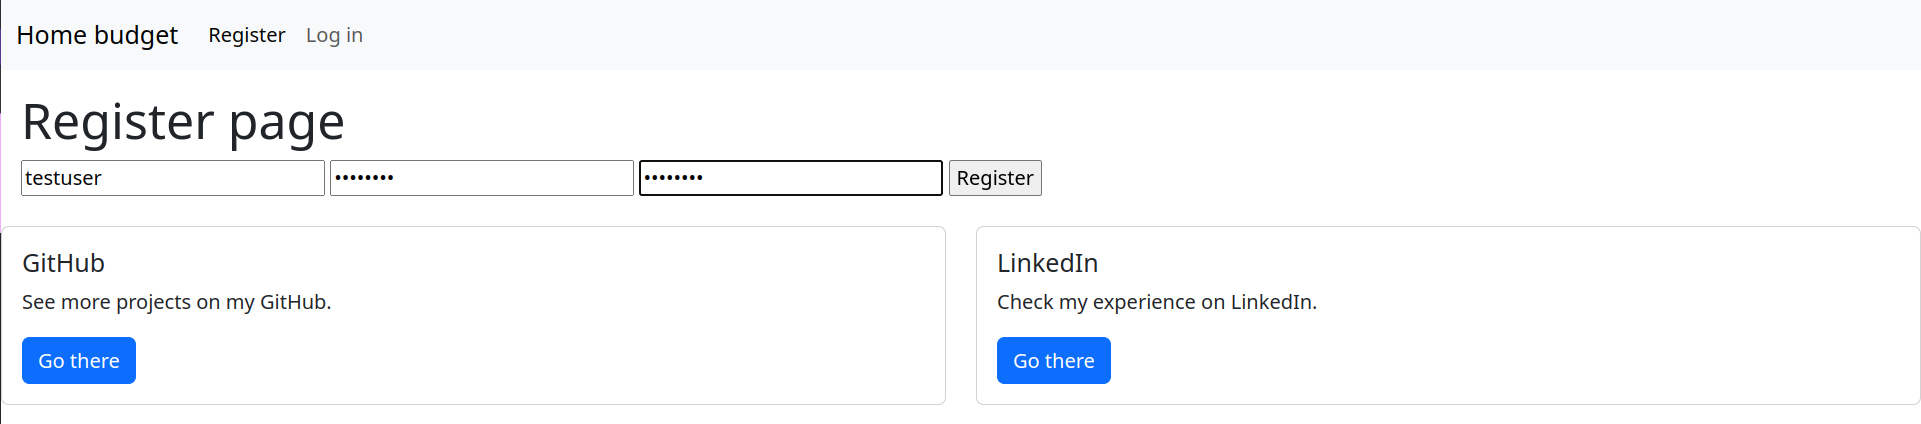 Home budget Register Log in
Register page
testuser •••••••• •••••••• Register
GitHub
See more projects on my GitHub.
Go there
LinkedIn
Check my experience on LinkedIn.
Go there